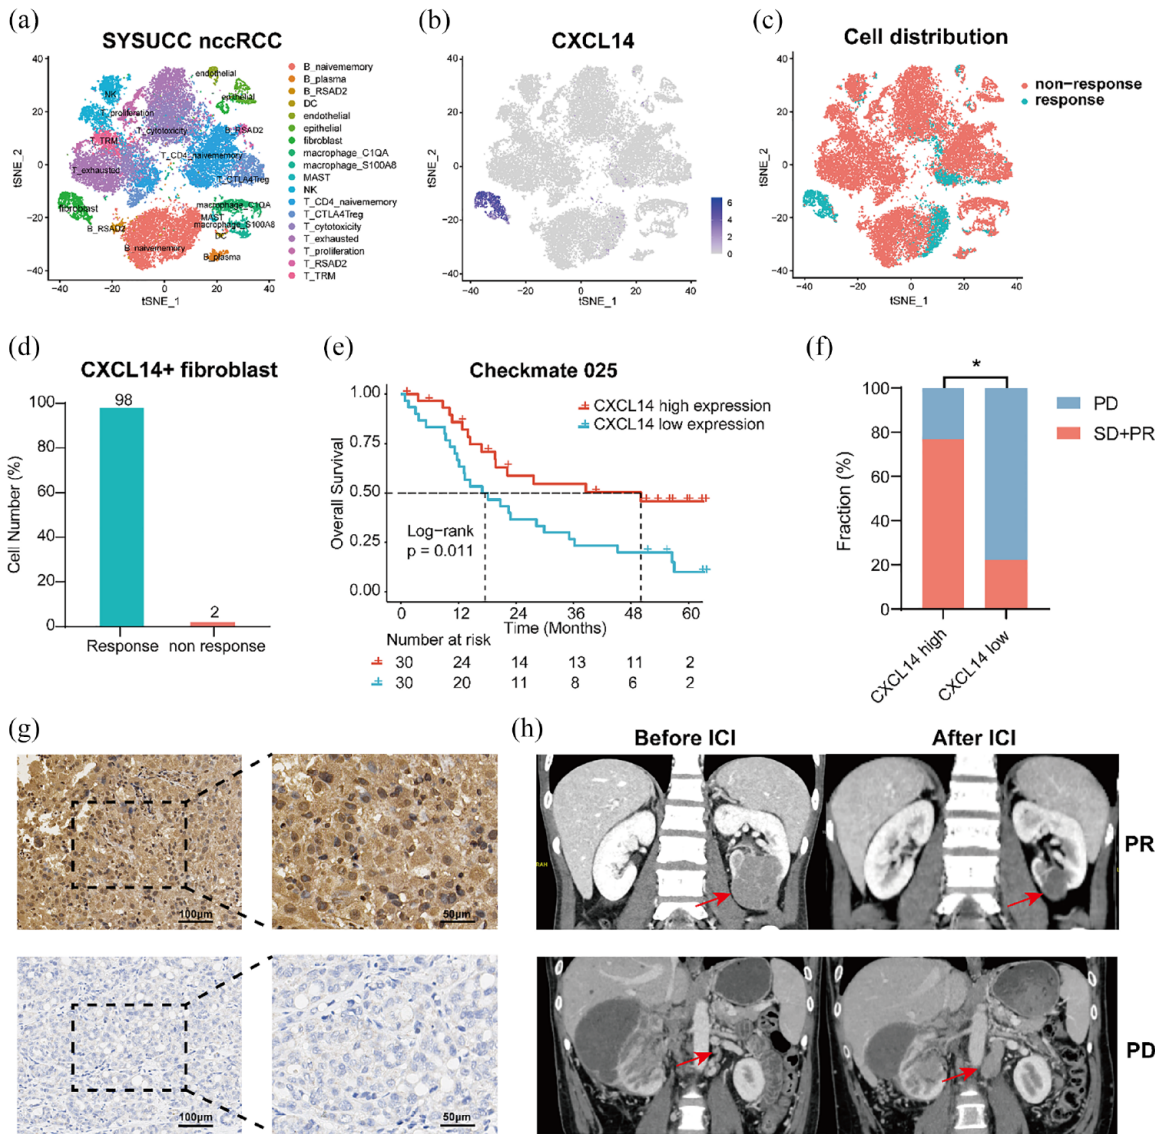 (a)
SYSUCC nccRCC
40
20
0
−20
−40
−40
−20
0
20
40
tSNE_2
tSNE_1
endothelial
NK
epithelial
T_proliferation
T_cytotoxicity
B_RSAD2
T_TRM
T_CD4_naivememory
T_exhausted
T_CTLA4Treg
fibroblast
macrophage_C1QA
MAST
B_RSAD2
macrophage_S100A8
DC
B_naivememory
B_plasma
B_naivememory
B_plasma
B_RSAD2
DC
endothelial
epithelial
fibroblast
macrophage_C1QA
macrophage_S100A8
MAST
NK
T_CD4_naivememory
T_CTLA4Treg
T_cytotoxicity
T_exhausted
T_proliferation
T_RSAD2
T_TRM
(b)
CXCL14
40
20
0
−20
−40
−40
−20
0
20
40
tSNE_2
tSNE_1
6
4
2
0
(c)
Cell distribution
40
20
0
−20
−40
−40
−20
0
20
40
tSNE_2
tSNE_1
non−response
response
(d)
CXCL14+ fibroblast
100
80
60
40
20
0
Cell Number (%)
98
2
Response
non response
(e)
Checkmate 025
1.00
0.75
0.50
0.25
0.00
Overall Survival
CXCL14 high expression
CXCL14 low expression
Log−rank
p = 0.011
0 12 24 36 48 60
Time (Months)
Number at risk
30 24 14 13 11 2
30 20 11 8 6 2
(f)
*
100
80
60
40
20
0
Fraction (%)
PD
SD+PR
CXCL14 high
CXCL14 low
(g)
100μm
50μm
100μm
50μm
(h)
Before ICI
After ICI
RAH
PR
PD